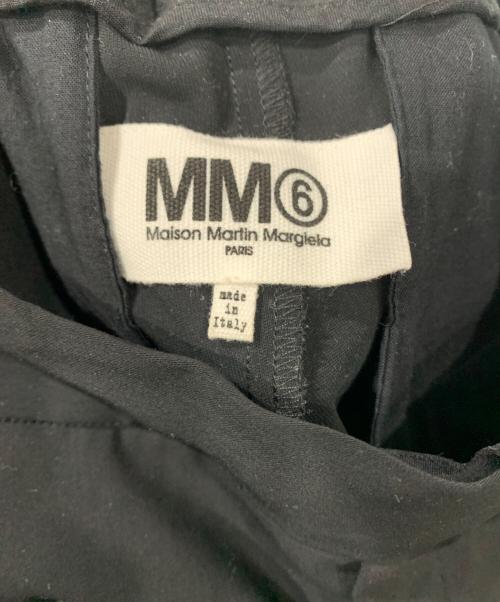 MM⑥
Maison Martin Margiela
PARIS
made
in
Italy